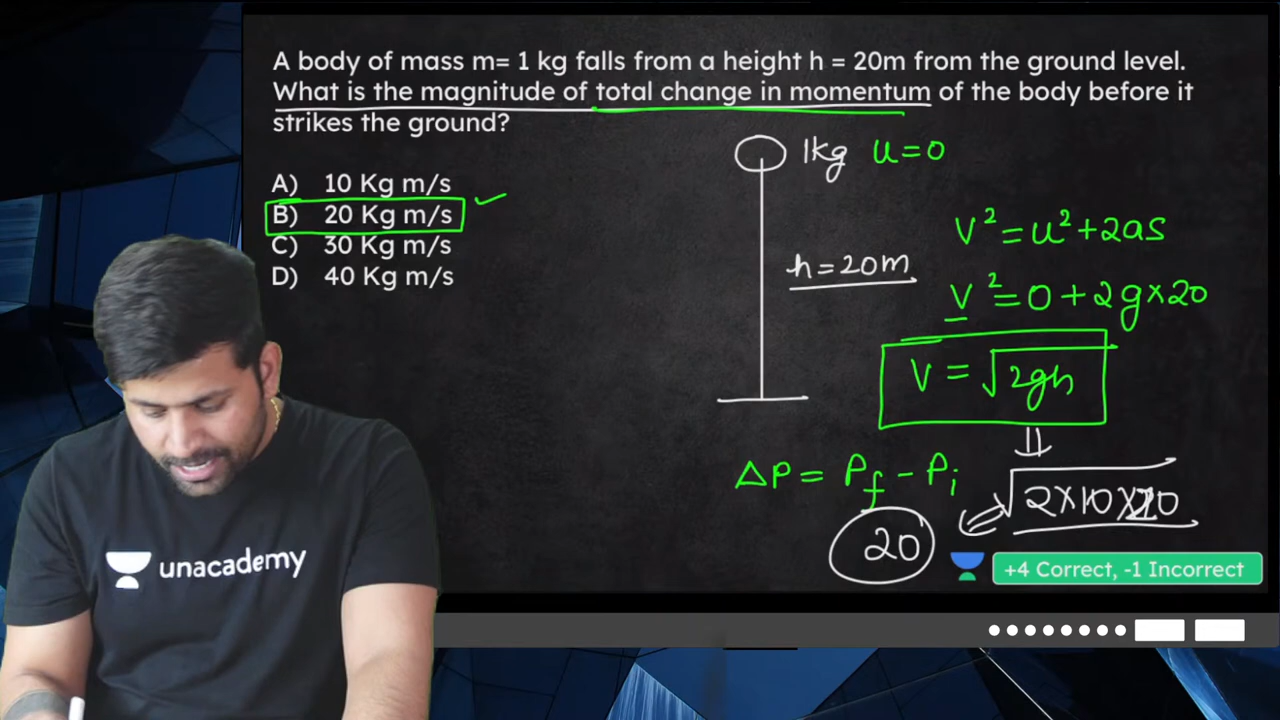 A body of mass m= 1 kg falls from a height h = 20m from the ground level.
What is the magnitude of total change in momentum of the body before it
strikes the ground?
A) 10 Kg m/s
B) 20 Kg m/s
C) 30 Kg m/s
D) 40 Kg m/s
1kg u=0
h=20m
V²=u²+2as
V²=0+2g×20
V = √2gh
⇓
ΔP = Pf - Pi
√2×10×20
20
+4 Correct, -1 Incorrect
unacademy